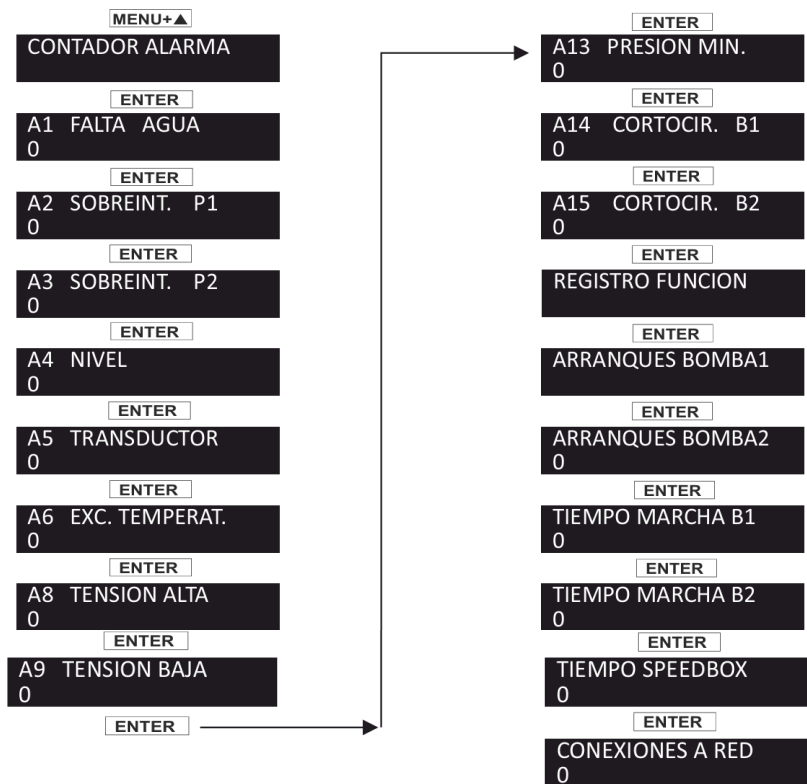 MENU+▲
CONTADOR ALARMA
ENTER
A1 FALTA AGUA
0
ENTER
A2 SOBREINT. P1
0
ENTER
A3 SOBREINT. P2
0
ENTER
A4 NIVEL
0
ENTER
A5 TRANSDUCTOR
0
ENTER
A6 EXC. TEMPERAT.
0
ENTER
A8 TENSION ALTA
0
ENTER
A9 TENSION BAJA
0
ENTER
ENTER
A13 PRESION MIN.
0
ENTER
A14 CORTOCIR. B1
0
ENTER
A15 CORTOCIR. B2
0
ENTER
REGISTRO FUNCION
ENTER
ARRANQUES BOMBA1
ENTER
ARRANQUES BOMBA2
0
ENTER
TIEMPO MARCHA B1
0
ENTER
TIEMPO MARCHA B2
0
ENTER
TIEMPO SPEEDBOX
0
ENTER
CONEXIONES A RED
0